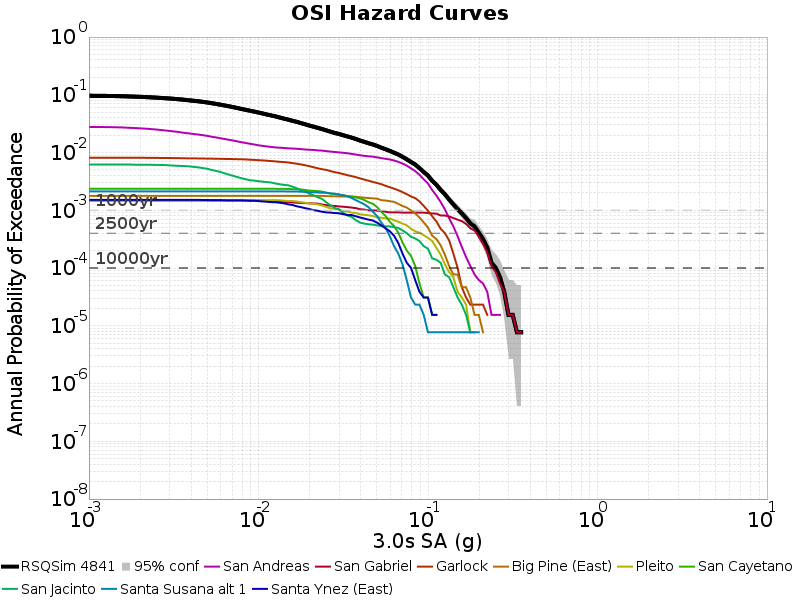 OSI Hazard Curves
Annual Probability of Exceedance
10^0
10^-1
10^-2
10^-3
10^-4
10^-5
10^-6
10^-7
10^-8
1000yr
2500yr
10000yr
10^-3 10^-2 10^-1 10^0 10^1
3.0s SA (g)
RSQSim 4841 95% conf San Andreas San Gabriel Garlock Big Pine (East) Pleito San Cayetano
San Jacinto Santa Susana alt 1 Santa Ynez (East)